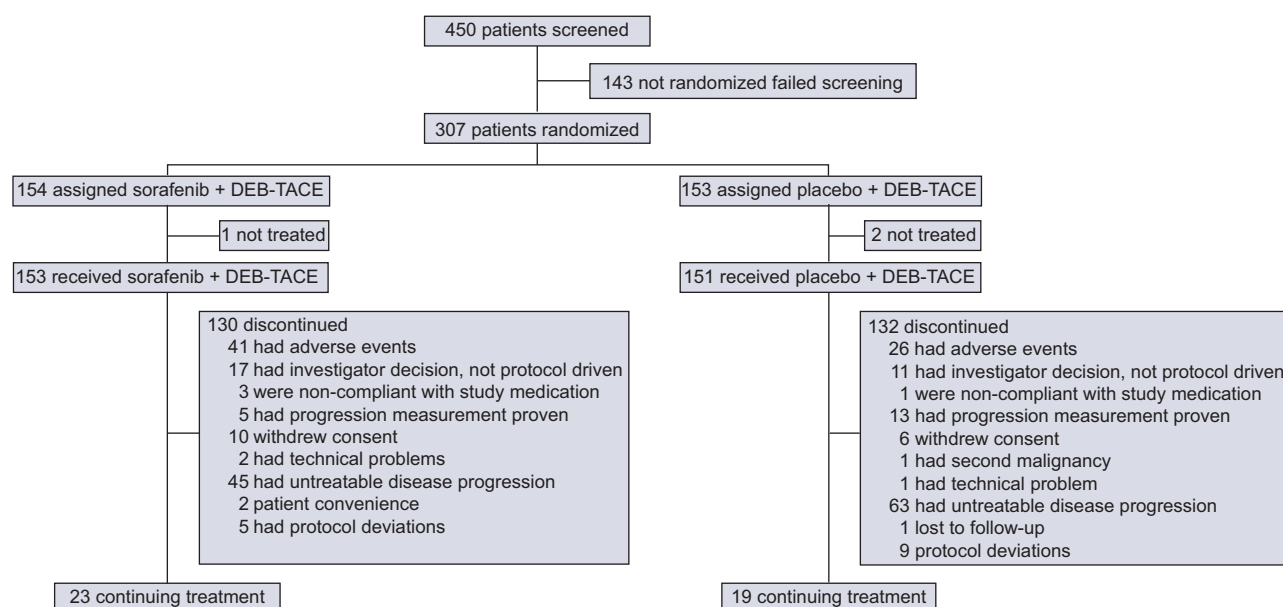 450 patients screened
143 not randomized failed screening
307 patients randomized
154 assigned sorafenib + DEB-TACE
153 assigned placebo + DEB-TACE
1 not treated
2 not treated
153 received sorafenib + DEB-TACE
151 received placebo + DEB-TACE
130 discontinued
41 had adverse events
17 had investigator decision, not protocol driven
3 were non-compliant with study medication
5 had progression measurement proven
10 withdrew consent
2 had technical problems
45 had untreatable disease progression
2 patient convenience
5 had protocol deviations
132 discontinued
26 had adverse events
11 had investigator decision, not protocol driven
1 were non-compliant with study medication
13 had progression measurement proven
6 withdrew consent
1 had second malignancy
1 had technical problem
63 had untreatable disease progression
1 lost to follow-up
9 protocol deviations
23 continuing treatment
19 continuing treatment